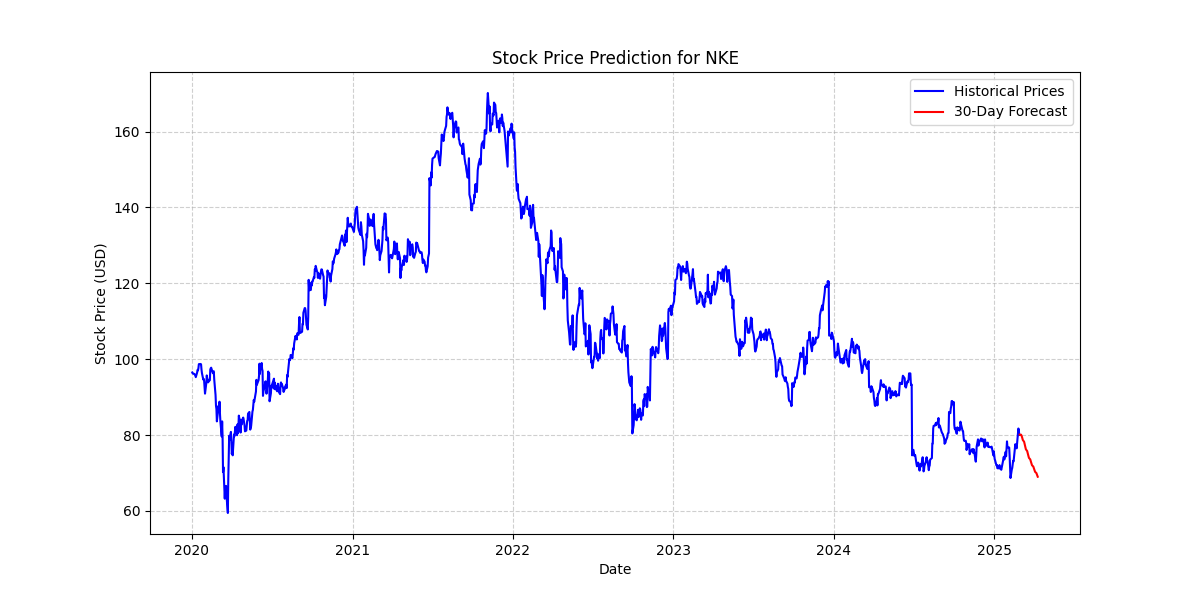 Stock Price Prediction for NKE
Historical Prices
30-Day Forecast
Stock Price (USD)
160
140
120
100
80
60
2020
2021
2022
2023
2024
2025
Date